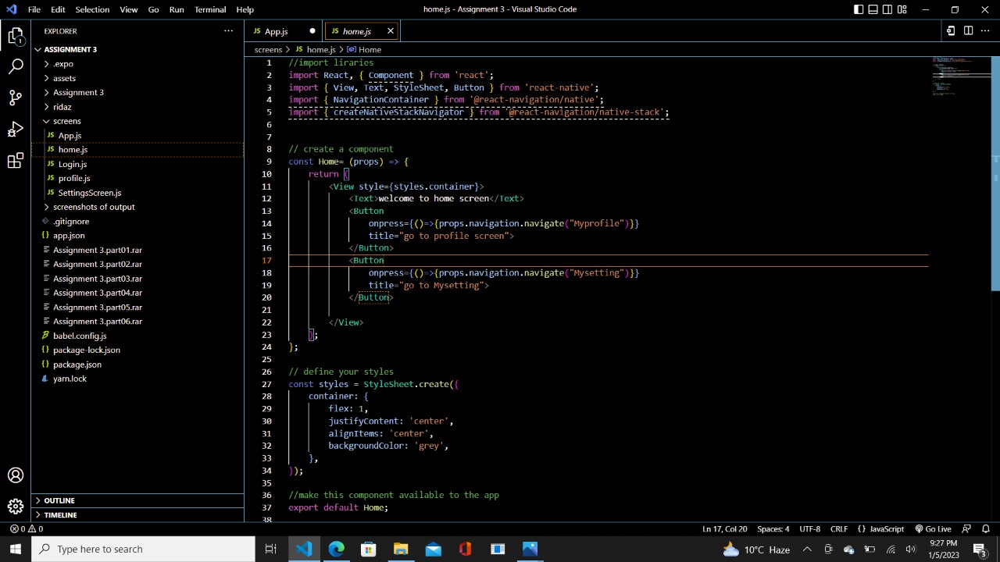 File Edit Selection View Go Run Terminal Help
home.js - Assignment 3 - Visual Studio Code
EXPLORER
ASSIGNMENT 3
.expo
assets
Assignment 3
ridaz
screens
JS App.js
JS home.js
JS Login.js
JS profile.js
JS SettingsScreen.js
screenshots of output
.gitignore
{} app.json
Assignment 3.part01.rar
Assignment 3.part02.rar
Assignment 3.part03.rar
Assignment 3.part04.rar
Assignment 3.part05.rar
Assignment 3.part06.rar
babel.config.js
{} package-lock.json
{} package.json
yarn.lock
OUTLINE
TIMELINE
1
JS App.js
JS home.js
screens > JS home.js > Home
1 //import liraries
2 import React, { Component } from 'react';
3 import { View, Text, StyleSheet, Button } from 'react-native';
4 import { NavigationContainer } from '@react-navigation/native';
5 import { createNativeStackNavigator } from '@react-navigation/native-stack';
6
7
8 // create a component
9 const Home= (props) => {
10 return (
11 <View style={styles.container}>
12 <Text>welcome to home screen</Text>
13 <Button
14 onpress={()=>{props.navigation.navigate("Myprofile")}}
15 title="go to profile screen">
16 </Button>
17 <Button
18 onpress={()=>{props.navigation.navigate("Mysetting")}}
19 title="go to Mysetting">
20 </Button>
21
22 </View>
23 );
24 };
25
26 // define your styles
27 const styles = StyleSheet.create({
28 container: {
29 flex: 1,
30 justifyContent: 'center',
31 alignItems: 'center',
32 backgroundColor: 'grey',
33 },
34 });
35
36 //make this component available to the app
37 export default Home;
38
0 0
Ln 17, Col 20 Spaces: 4 UTF-8 CRLF {} JavaScript Go Live
Type here to search
10°C Haze
9:27 PM
1/5/2023
3